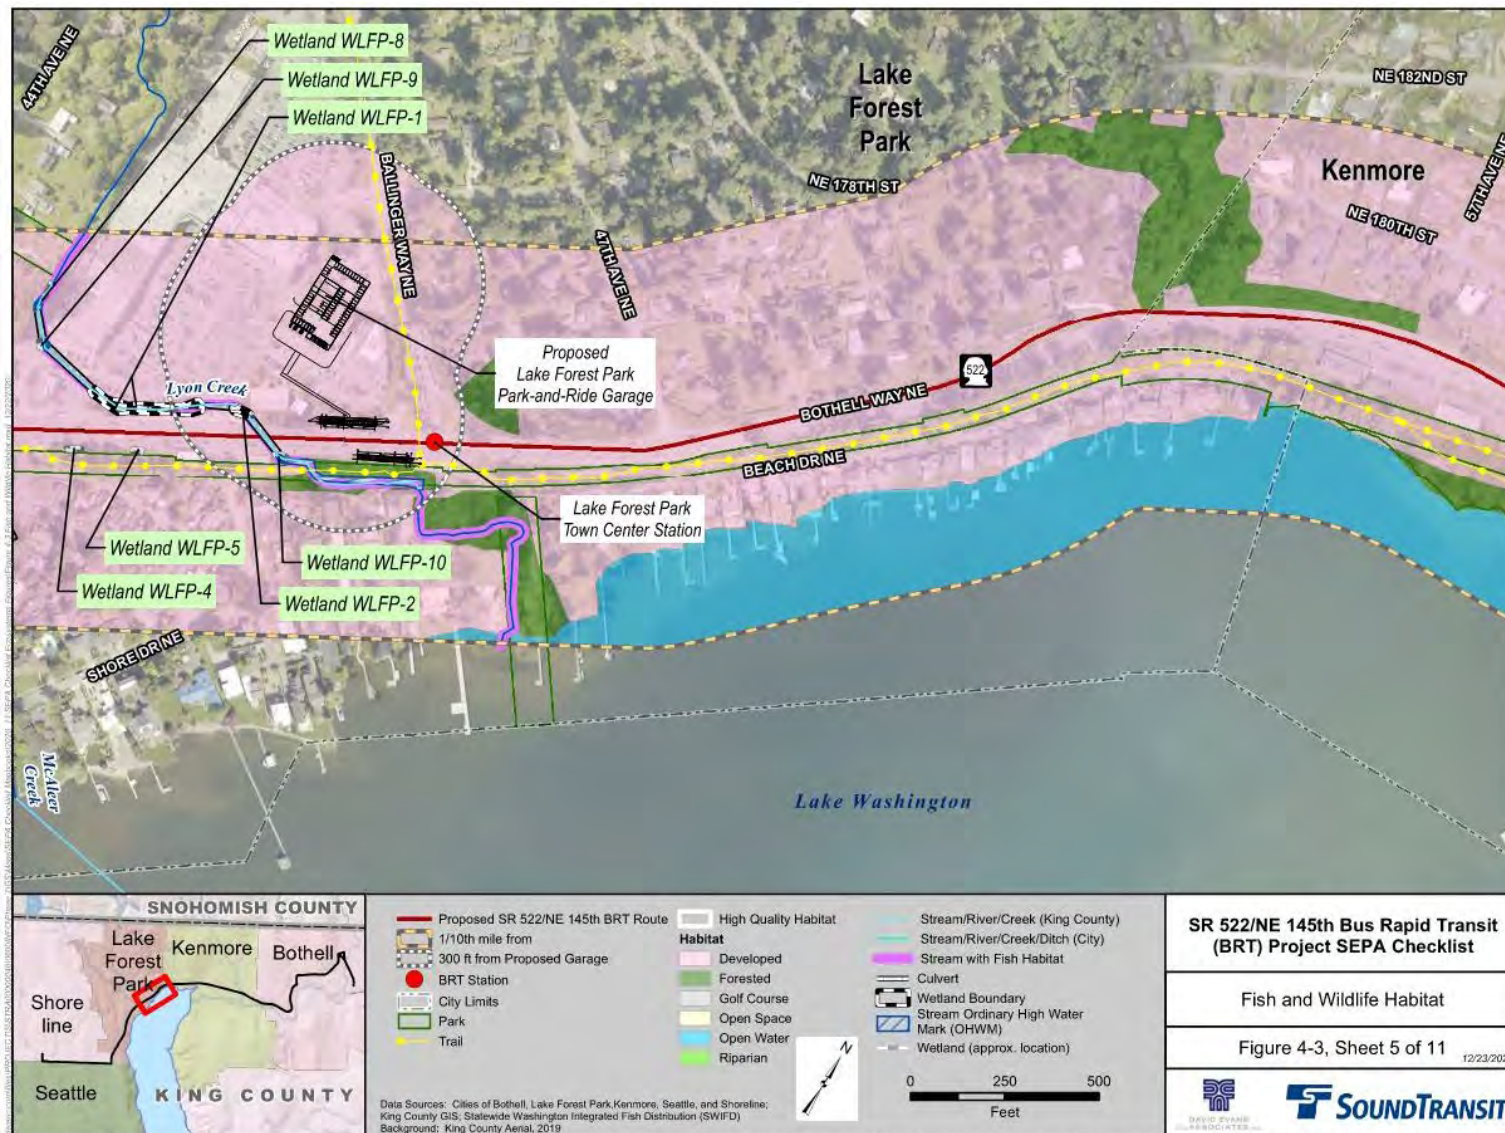 44TH AVE NE
Wetland WLFP-8
Wetland WLFP-9
Wetland WLFP-1
BALLINGER WAY NE
Lake
Forest
Park
NE 182ND ST
NE 178TH ST
Kenmore
57TH AVE NE
NE 180TH ST
47TH AVE NE
Proposed
Lake Forest Park
Park-and-Ride Garage
Lyon Creek
522
BOTHELL WAY NE
BEACH DR NE
Lake Forest Park
Town Center Station
Wetland WLFP-5
Wetland WLFP-10
Wetland WLFP-4
Wetland WLFP-2
SHORE DR NE
McAleer
Creek
Lake Washington
SNOHOMISH COUNTY
Lake
Forest
Park
Kenmore
Bothell
Shore
line
Seattle
KING COUNTY
Proposed SR 522/NE 145th BRT Route
1/10th mile from
300 ft from Proposed Garage
BRT Station
City Limits
Park
Trail
High Quality Habitat
Habitat
Developed
Forested
Golf Course
Open Space
Open Water
Riparian
Stream/River/Creek (King County)
Stream/River/Creek/Ditch (City)
Stream with Fish Habitat
Culvert
Wetland Boundary
Stream Ordinary High Water
Mark (OHWM)
Wetland (approx. location)
N
0 250 500
Feet
Data Sources: Cities of Bothell, Lake Forest Park,Kenmore, Seattle, and Shoreline;
King County GIS; Statewide Washington Integrated Fish Distribution (SWIFD)
Background: King County Aerial, 2019
SR 522/NE 145th Bus Rapid Transit
(BRT) Project SEPA Checklist
Fish and Wildlife Habitat
Figure 4-3, Sheet 5 of 11
12/23/202
DAVID EVANS
ASSOCIATES
SOUNDTRANSIT